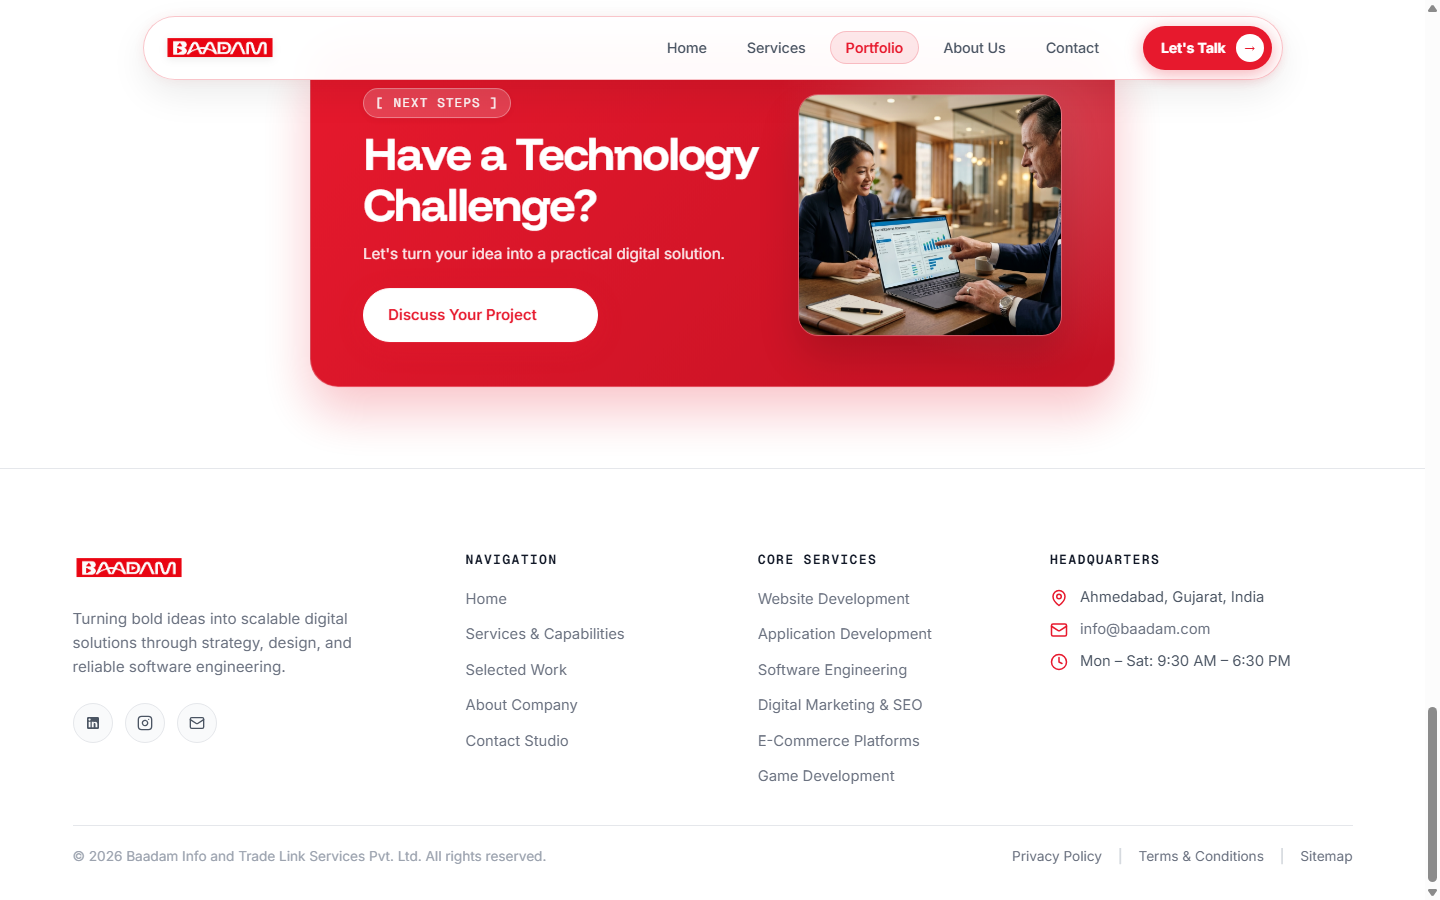 BAADAM
Home
Services
Portfolio
About Us
Contact
Let's Talk →
[ NEXT STEPS ]
Have a Technology
Challenge?
Let's turn your idea into a practical digital solution.
Discuss Your Project
BAADAM
Turning bold ideas into scalable digital
solutions through strategy, design, and
reliable software engineering.
NAVIGATION
Home
Services & Capabilities
Selected Work
About Company
Contact Studio
CORE SERVICES
Website Development
Application Development
Software Engineering
Digital Marketing & SEO
E-Commerce Platforms
Game Development
HEADQUARTERS
Ahmedabad, Gujarat, India
info@baadam.com
Mon – Sat: 9:30 AM – 6:30 PM
© 2026 Baadam Info and Trade Link Services Pvt. Ltd. All rights reserved.
Privacy Policy
Terms & Conditions
Sitemap